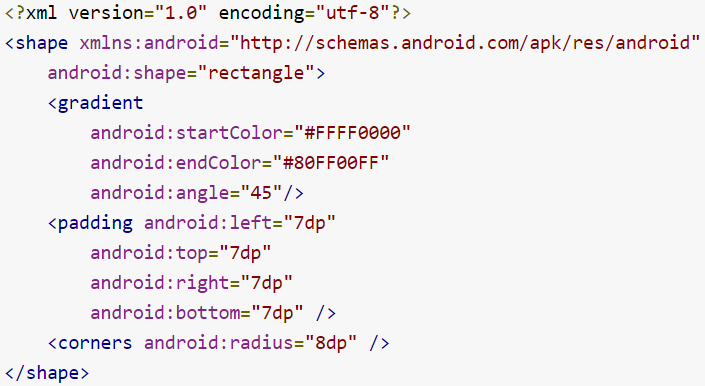 <?xml version="1.0" encoding="utf-8"?>
<shape xmlns:android="http://schemas.android.com/apk/res/android"
    android:shape="rectangle">
    <gradient
        android:startColor="#FFFF0000"
        android:endColor="#80FF00FF"
        android:angle="45"/>
    <padding android:left="7dp"
        android:top="7dp"
        android:right="7dp"
        android:bottom="7dp" />
    <corners android:radius="8dp" />
</shape>